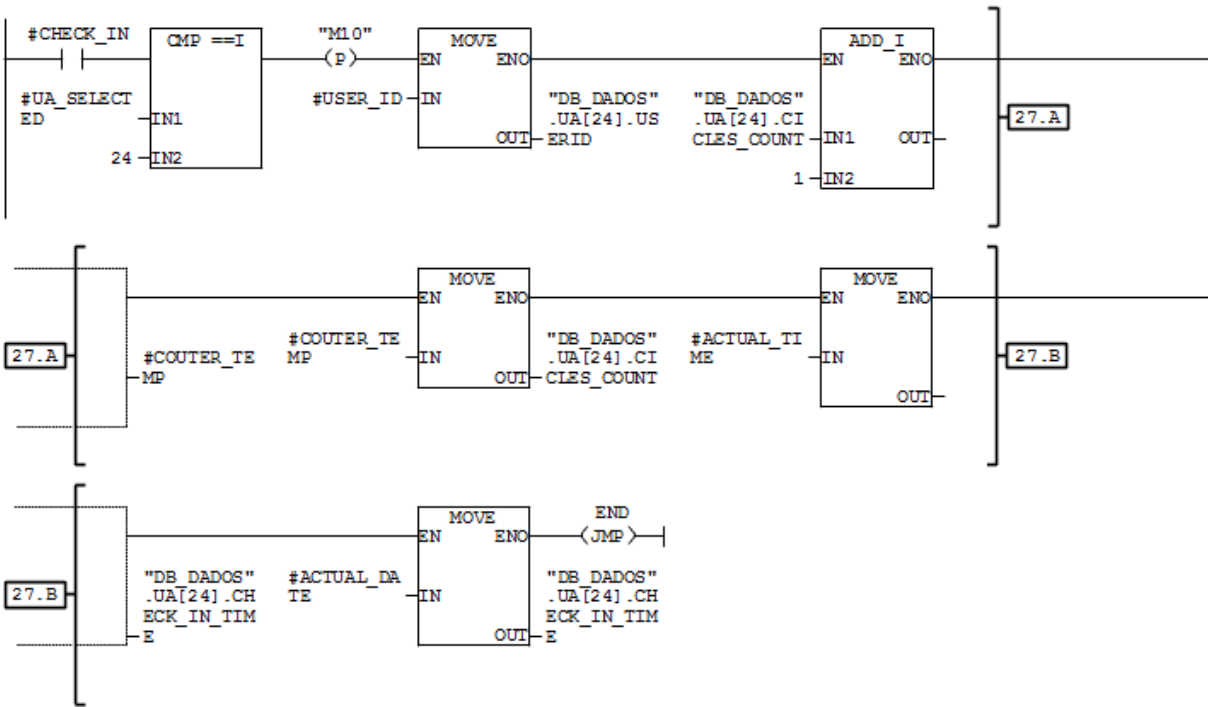 #CHECK_IN
CMP ==I
"M10"
(P)
MOVE
ADD_I
EN ENO
EN ENO
#UA_SELECT
ED
IN1
24
IN2
#USER_ID
IN
OUT
"DB_DADOS"
.UA[24].US
ERID
"DB_DADOS"
.UA[24].CI
CLES_COUNT
IN1
OUT
1
IN2
27.A
27.A
#COUTER_TE
MP
MOVE
EN ENO
#COUTER_TE
MP
IN
OUT
"DB_DADOS"
.UA[24].CI
CLES_COUNT
MOVE
EN ENO
#ACTUAL_TI
ME
IN
OUT
27.B
27.B
"DB_DADOS"
.UA[24].CH
ECK_IN_TIM
E
MOVE
EN ENO
#ACTUAL_DA
TE
IN
OUT
"DB_DADOS"
.UA[24].CH
ECK_IN_TIM
E
END
(JMP)